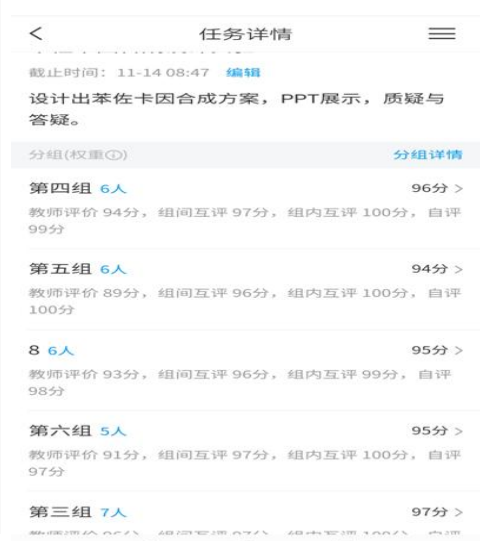 任务详情
截止时间：11-14 08:47 编辑
设计出苯佐卡因合成方案，PPT展示，质疑与
答疑。
分组(权重ⓘ) 分组详情
第四组 6人 96分 >
教师评价 94分，组间互评 97分，组内互评 100分，自评
99分
第五组 6人 94分 >
教师评价 89分，组间互评 96分，组内互评 100分，自评
100分
8 6人 95分 >
教师评价 93分，组间互评 96分，组内互评 99分，自评
98分
第六组 5人 95分 >
教师评价 91分，组间互评 97分，组内互评 100分，自评
97分
第三组 7人 97分 >